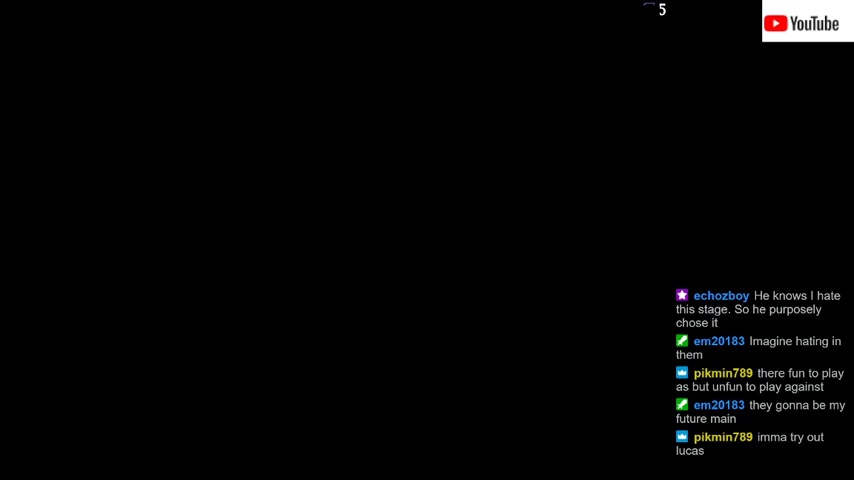 5
YouTube
echozboy He knows I hate
this stage. So he purposely
chose it
em20183 Imagine hating in
them
pikmin789 there fun to play
as but unfun to play against
em20183 they gonna be my
future main
pikmin789 imma try out
lucas